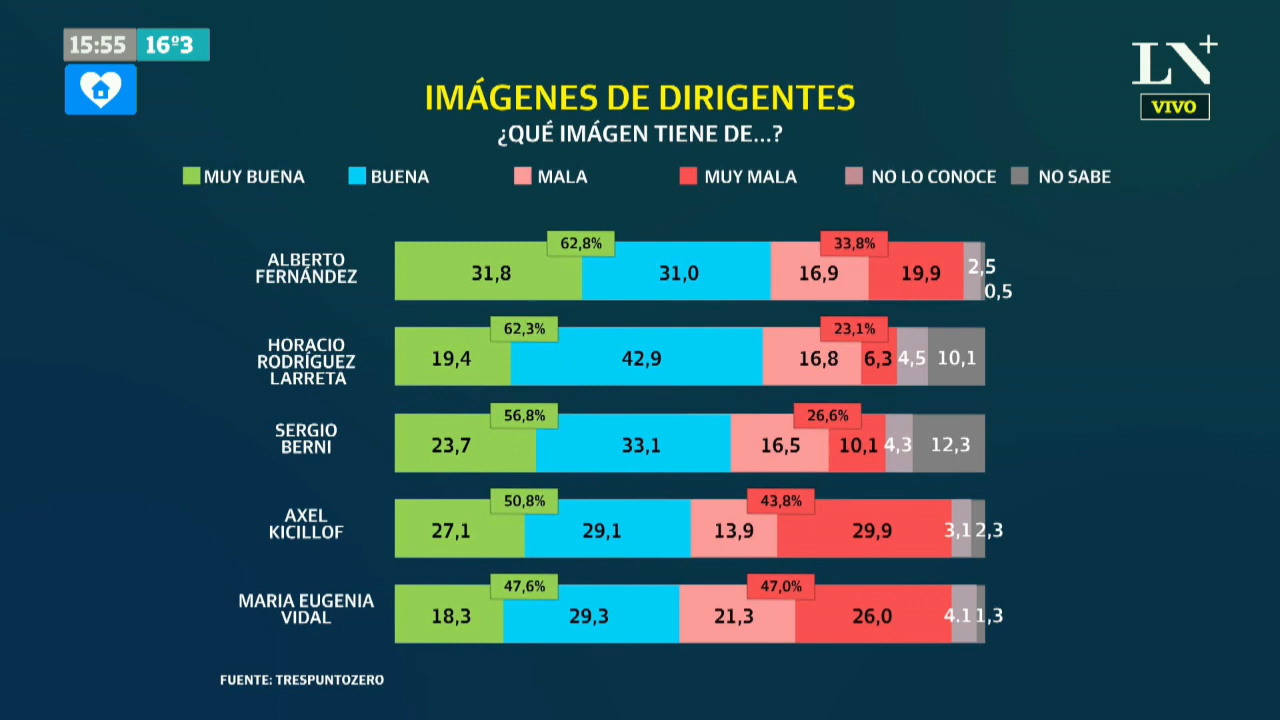 15:55 16º3
LN+
VIVO
IMÁGENES DE DIRIGENTES
¿QUÉ IMÁGEN TIENE DE...?
MUY BUENA BUENA MALA MUY MALA NO LO CONOCE NO SABE
ALBERTO
FERNÁNDEZ
62,8% 33,8%
31,8 31,0 16,9 19,9 2,5
0,5
HORACIO
RODRÍGUEZ
LARRETA
62,3% 23,1%
19,4 42,9 16,8 6,3 4,5 10,1
SERGIO
BERNI
56,8% 26,6%
23,7 33,1 16,5 10,1 4,3 12,3
AXEL
KICILLOF
50,8% 43,8%
27,1 29,1 13,9 29,9 3,1 2,3
MARIA EUGENIA
VIDAL
47,6% 47,0%
18,3 29,3 21,3 26,0 4.1 1,3
FUENTE: TRESPUNTOZERO